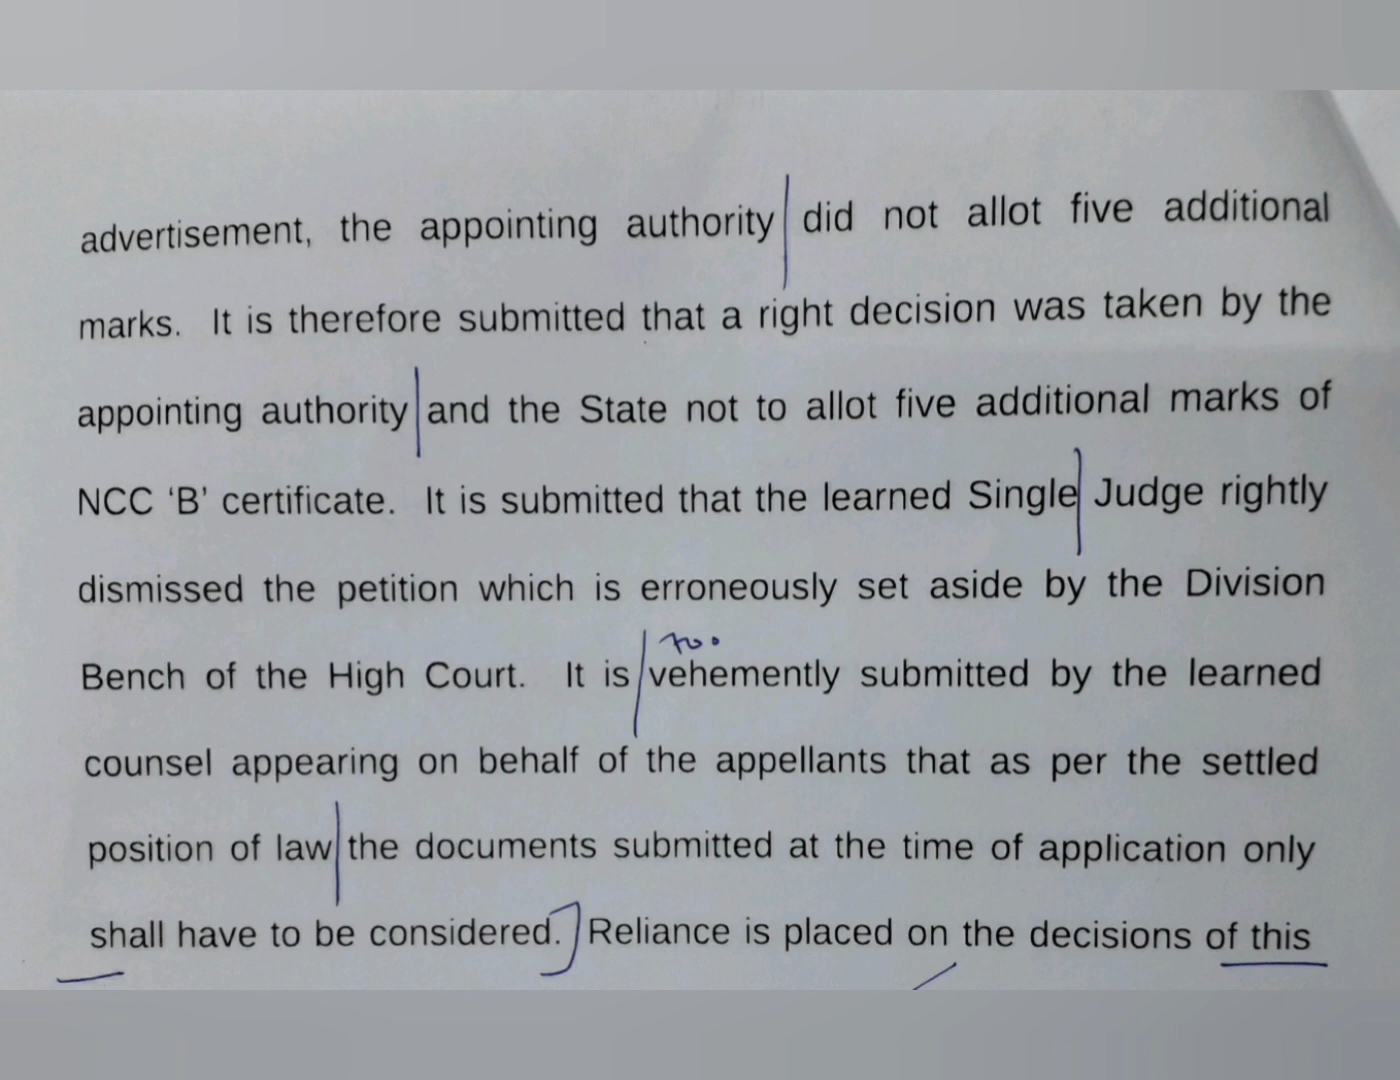 advertisement, the appointing authority did not allot five additional
marks. It is therefore submitted that a right decision was taken by the
appointing authority and the State not to allot five additional marks of
NCC ‘B’ certificate. It is submitted that the learned Single Judge rightly
dismissed the petition which is erroneously set aside by the Division
Bench of the High Court. It is vehemently submitted by the learned
counsel appearing on behalf of the appellants that as per the settled
position of law the documents submitted at the time of application only
shall have to be considered. Reliance is placed on the decisions of this